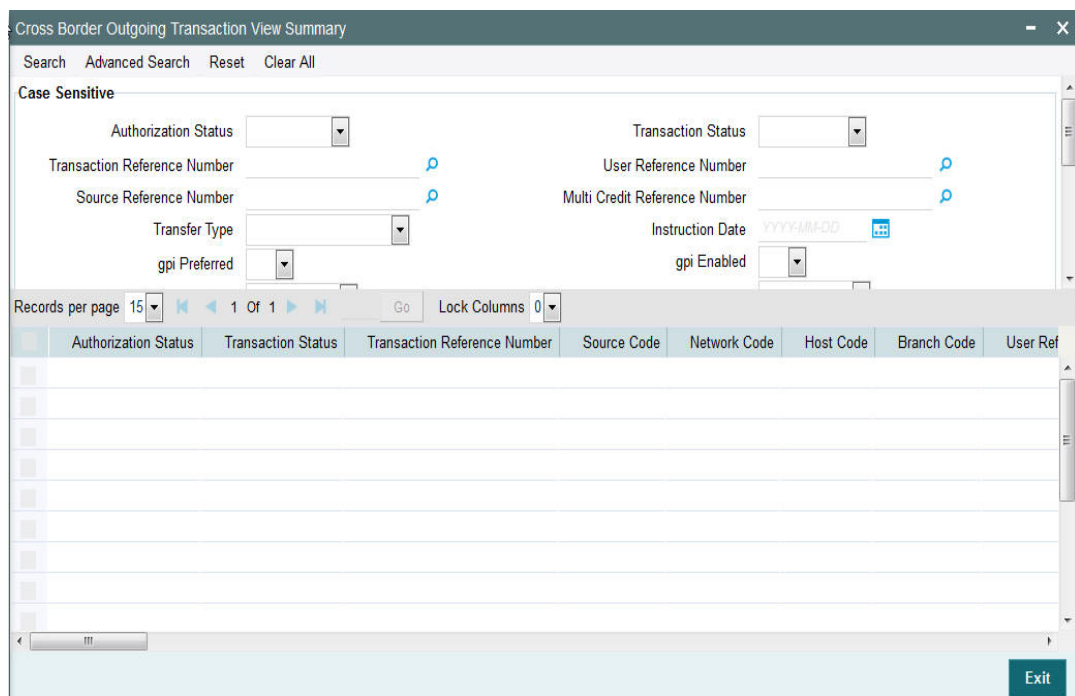 Cross Border Outgoing Transaction View Summary
Search Advanced Search Reset Clear All
Case Sensitive
Authorization Status Transaction Status
Transaction Reference Number User Reference Number
Source Reference Number Multi Credit Reference Number
Transfer Type Instruction Date YYYY-MM-DD
gpi Preferred gpi Enabled
Records per page 15 1 Of 1 Go Lock Columns 0
Authorization Status Transaction Status Transaction Reference Number Source Code Network Code Host Code Branch Code User Ref
Exit